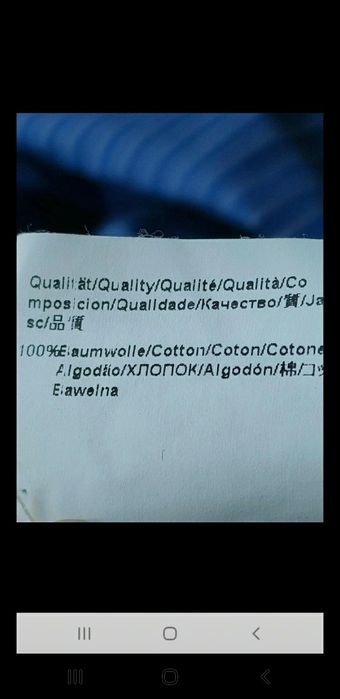 Qualität/Quality/Qualité/Qualità/Co
mposicion/Qualidade/Качество/質/Ja
sc/品質
100% Baumwolle/Cotton/Coton/Cotone
Algodão/ХЛОПОК/Algodón/棉/コッ
Bawelna